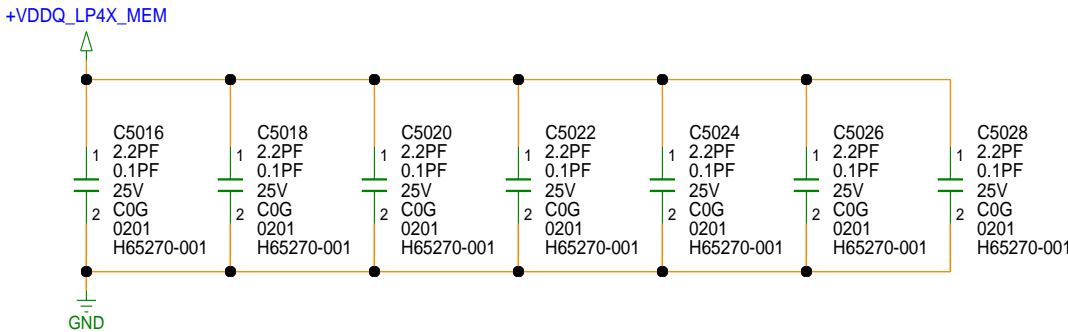 +VDDQ_LP4X_MEM
C5016
2.2PF
0.1PF
25V
C0G
0201
H65270-001
1
2
C5018
2.2PF
0.1PF
25V
C0G
0201
H65270-001
1
2
C5020
2.2PF
0.1PF
25V
C0G
0201
H65270-001
1
2
C5022
2.2PF
0.1PF
25V
C0G
0201
H65270-001
1
2
C5024
2.2PF
0.1PF
25V
C0G
0201
H65270-001
1
2
C5026
2.2PF
0.1PF
25V
C0G
0201
H65270-001
1
2
C5028
2.2PF
0.1PF
25V
C0G
0201
H65270-001
1
2
GND